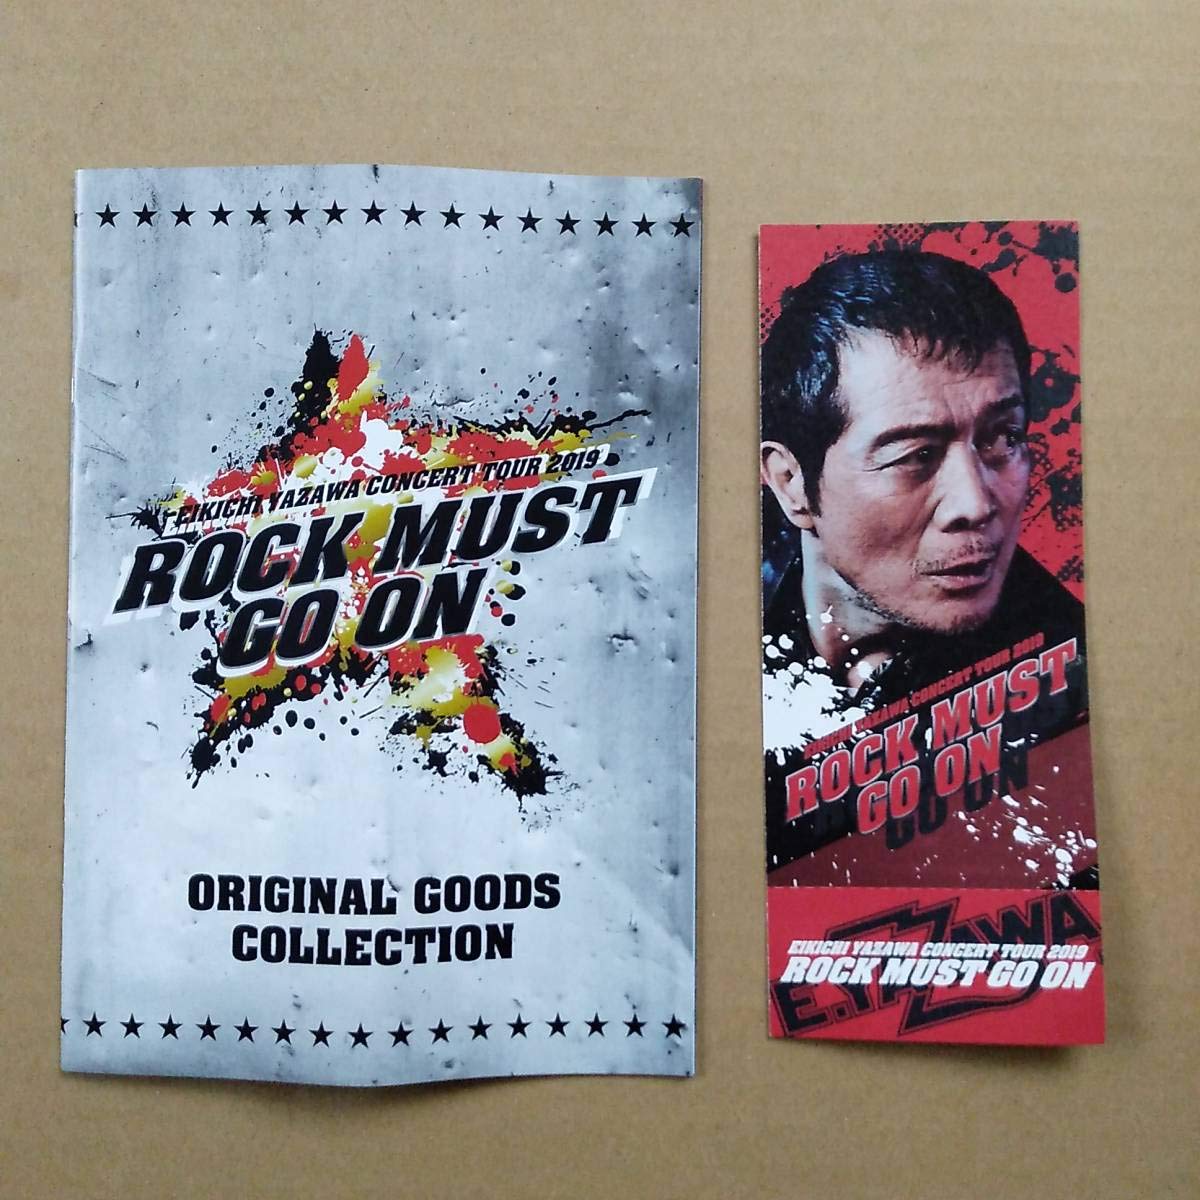 EIKICHI YAZAWA CONCERT TOUR 2019
ROCK MUST
GO ON
ORIGINAL GOODS
COLLECTION
EIKICHI YAZAWA CONCERT TOUR 2019
ROCK MUST
GO ON
E.YAZAWA
EIKICHI YAZAWA CONCERT TOUR 2019
ROCK MUST GO ON